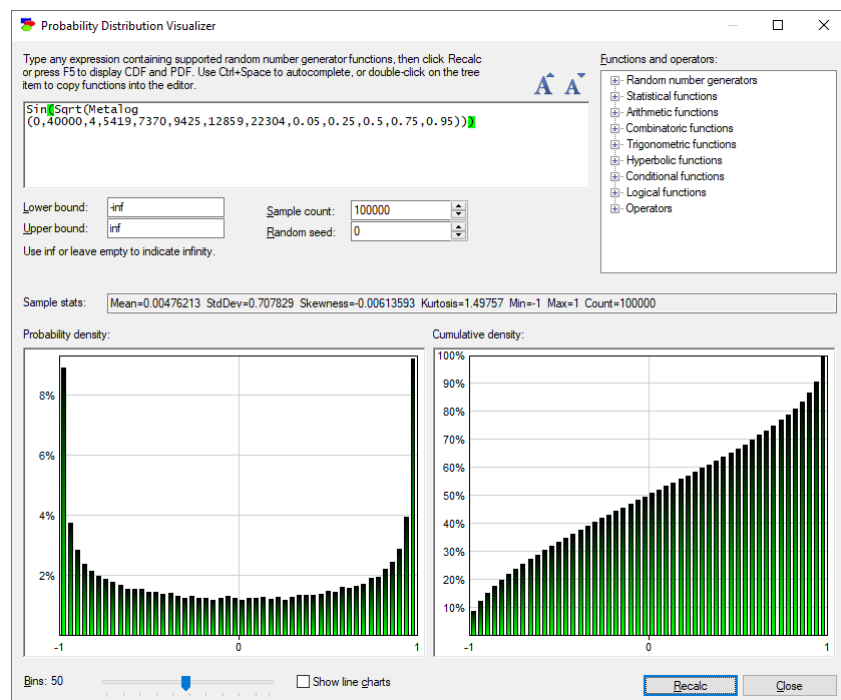 Probability Distribution Visualizer
Type any expression containing supported random number generator functions, then click Recalc
or press F5 to display CDF and PDF. Use Ctrl+Space to autocomplete, or double-click on the tree
item to copy functions into the editor.
A A
Functions and operators:
Sin(Sqrt(Metalog
(0,40000,4,5419,7370,9425,12859,22304,0.05,0.25,0.5,0.75,0.95)))
Random number generators
Statistical functions
Arithmetic functions
Combinatoric functions
Trigonometric functions
Hyperbolic functions
Conditional functions
Logical functions
Operators
Lower bound: -inf
Sample count: 100000
Upper bound: inf
Random seed: 0
Use inf or leave empty to indicate infinity.
Sample stats: Mean=0.00476213 StdDev=0.707829 Skewness=-0.00613593 Kurtosis=1.49757 Min=-1 Max=1 Count=100000
Probability density:
8%
6%
4%
2%
-1 0 1
Cumulative density:
100%
90%
80%
70%
60%
50%
40%
30%
20%
10%
-1 0 1
Bins: 50
Show line charts
Recalc
Close